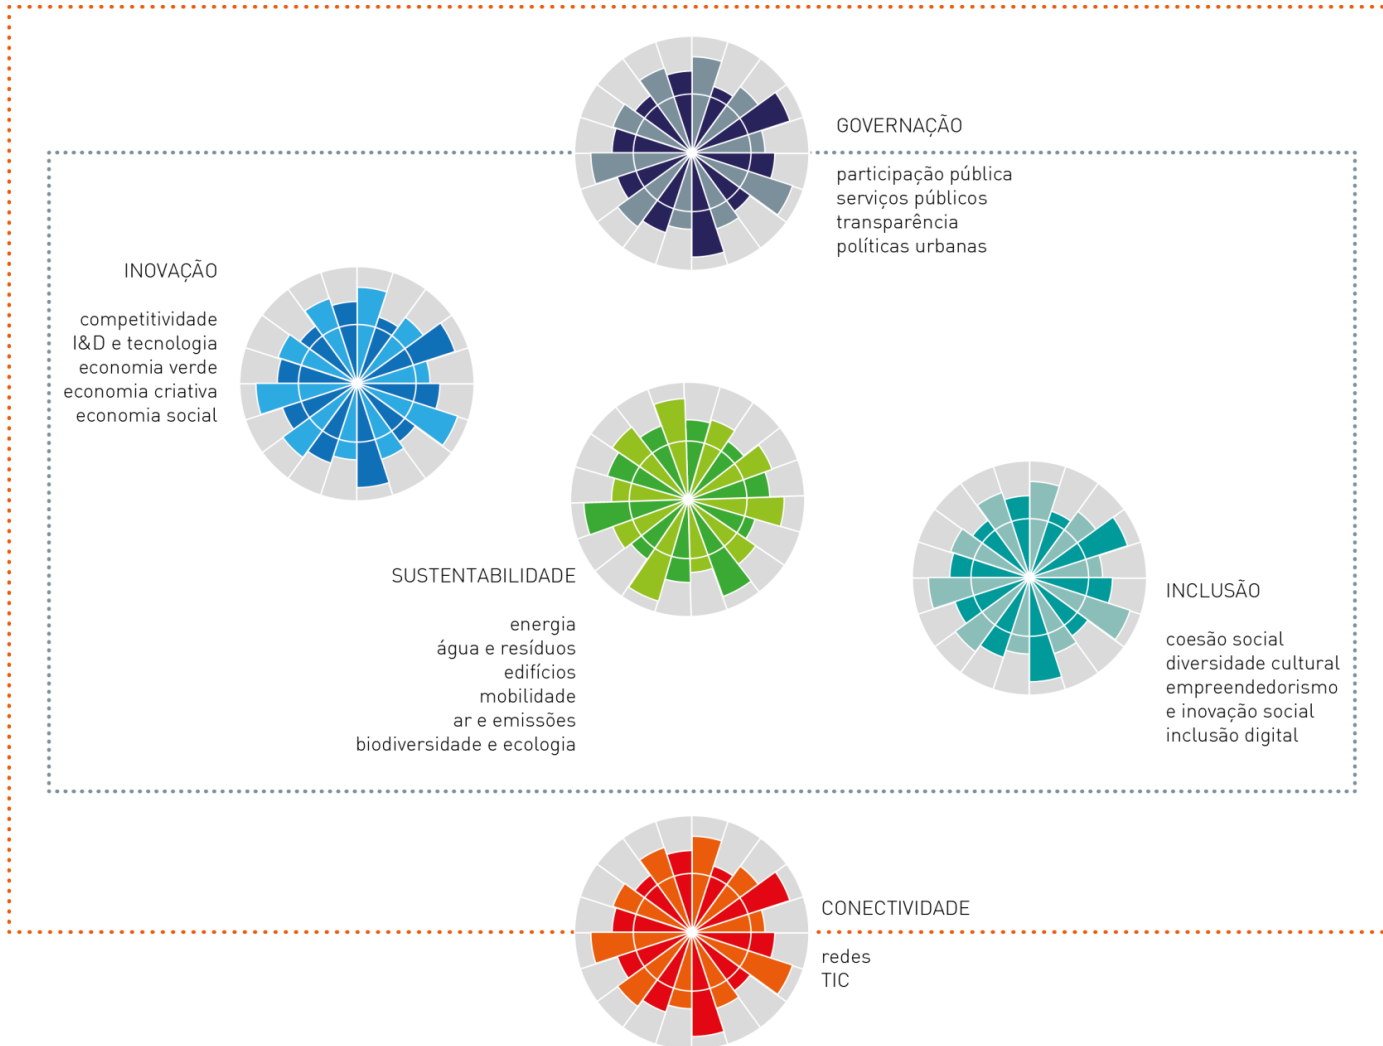 GOVERNAÇÃO
participação pública
serviços públicos
transparência
políticas urbanas
INOVAÇÃO
competitividade
I&D e tecnologia
economia verde
economia criativa
economia social
SUSTENTABILIDADE
energia
água e resíduos
edifícios
mobilidade
ar e emissões
biodiversidade e ecologia
INCLUSÃO
coesão social
diversidade cultural
empreendedorismo
e inovação social
inclusão digital
CONECTIVIDADE
redes
TIC